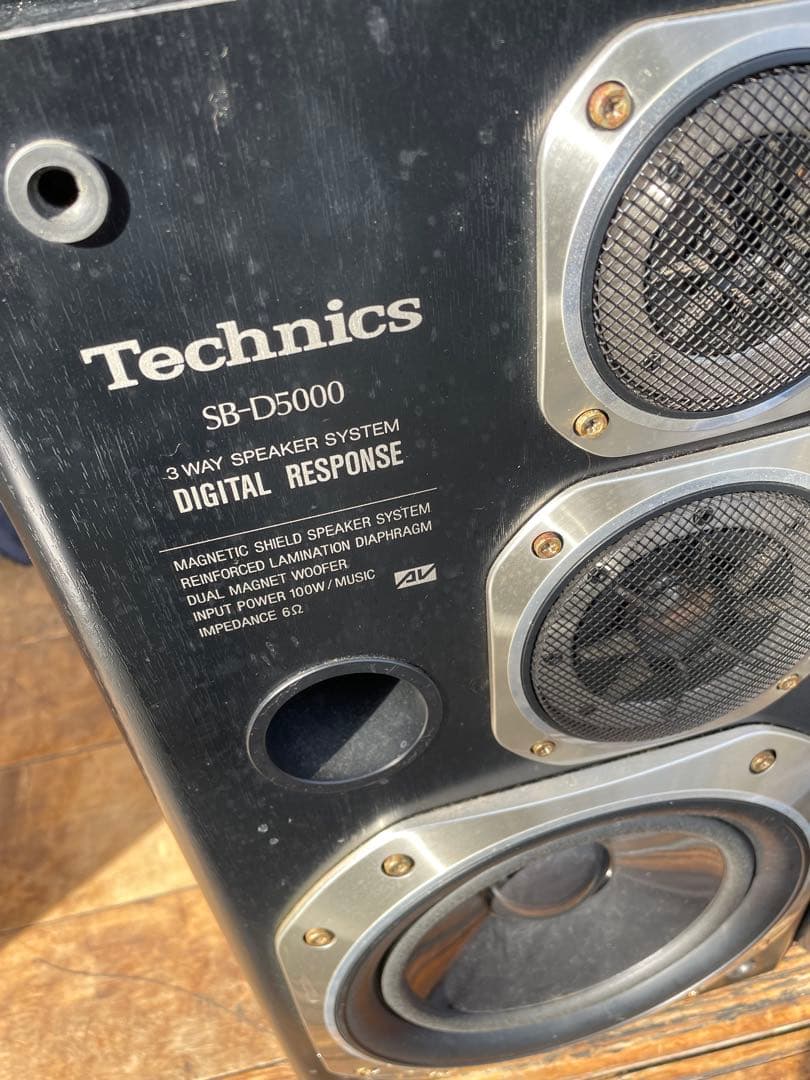 Technics
SB-D5000
3 WAY SPEAKER SYSTEM
DIGITAL RESPONSE
MAGNETIC SHIELD SPEAKER SYSTEM
REINFORCED LAMINATION DIAPHRAGM
DUAL MAGNET WOOFER
INPUT POWER 100W/MUSIC
IMPEDANCE 6Ω
AV